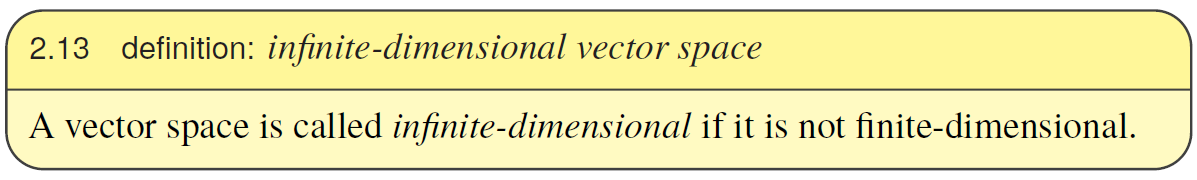 2.13 definition: infinite-dimensional vector space
A vector space is called infinite-dimensional if it is not finite-dimensional.